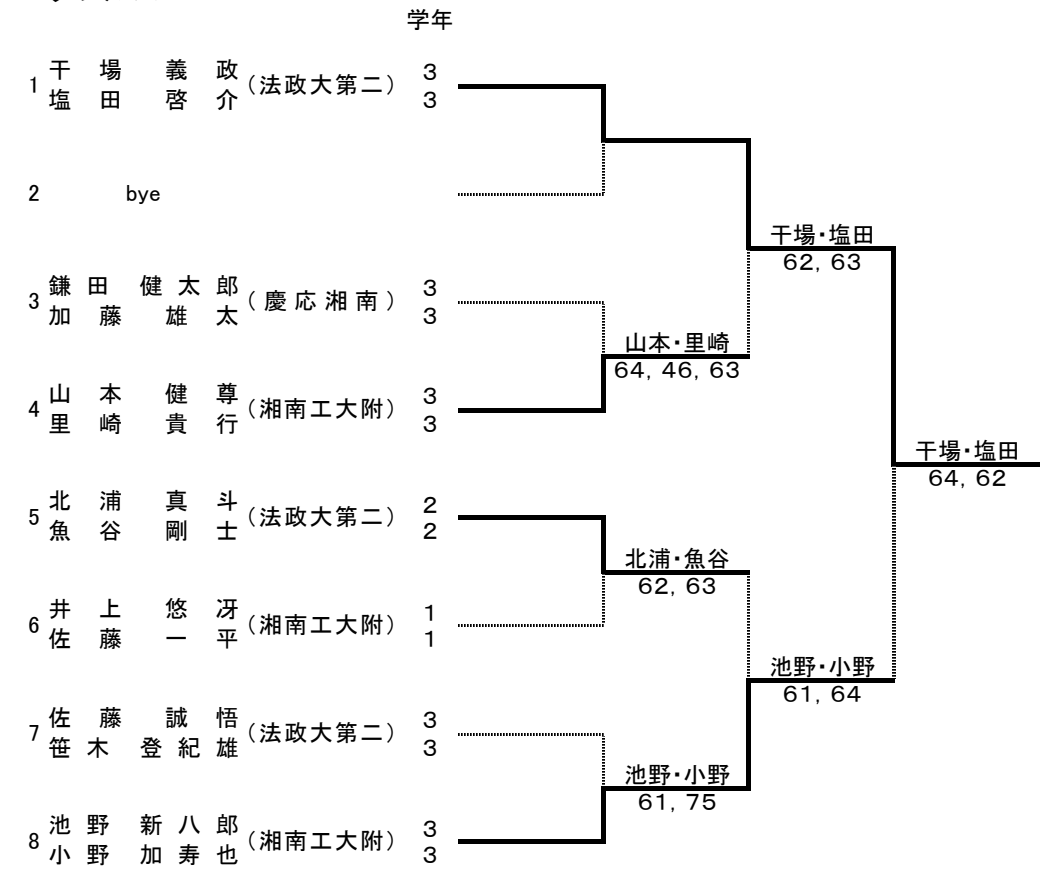 学年
1 干場 義政 (法政大第二) 3
塩田 啓介 3
2 bye
干場・塩田
62, 63
3 鎌田 健太郎 (慶応湘南) 3
加藤 雄太 3
山本・里崎
64, 46, 63
4 山本 健尊 (湘南工大附) 3
里崎 貴行 3
干場・塩田
64, 62
5 北浦 真斗 (法政大第二) 2
魚谷 剛士 2
北浦・魚谷
62, 63
6 井上 悠冴 (湘南工大附) 1
佐藤 一平 1
池野・小野
61, 64
7 佐藤 誠悟 (法政大第二) 3
笹木 登紀雄 3
池野・小野
61, 75
8 池野 新八郎 (湘南工大附) 3
小野 加寿也 3